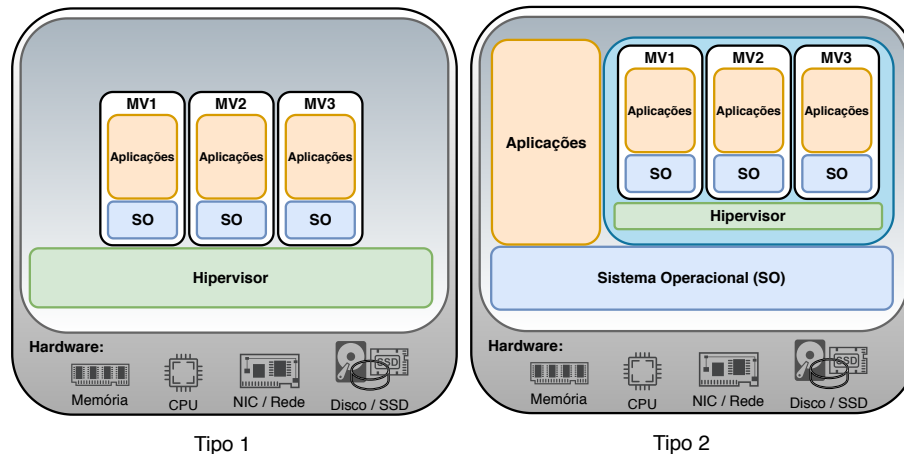 MV1
MV2
MV3
Aplicações
Aplicações
Aplicações
SO
SO
SO
Hipervisor
Hardware:
Memória
CPU
NIC / Rede
SSD
Disco / SSD
Tipo 1
Aplicações
MV1
MV2
MV3
Aplicações
Aplicações
Aplicações
SO
SO
SO
Hipervisor
Sistema Operacional (SO)
Hardware:
Memória
CPU
NIC / Rede
SSD
Disco / SSD
Tipo 2